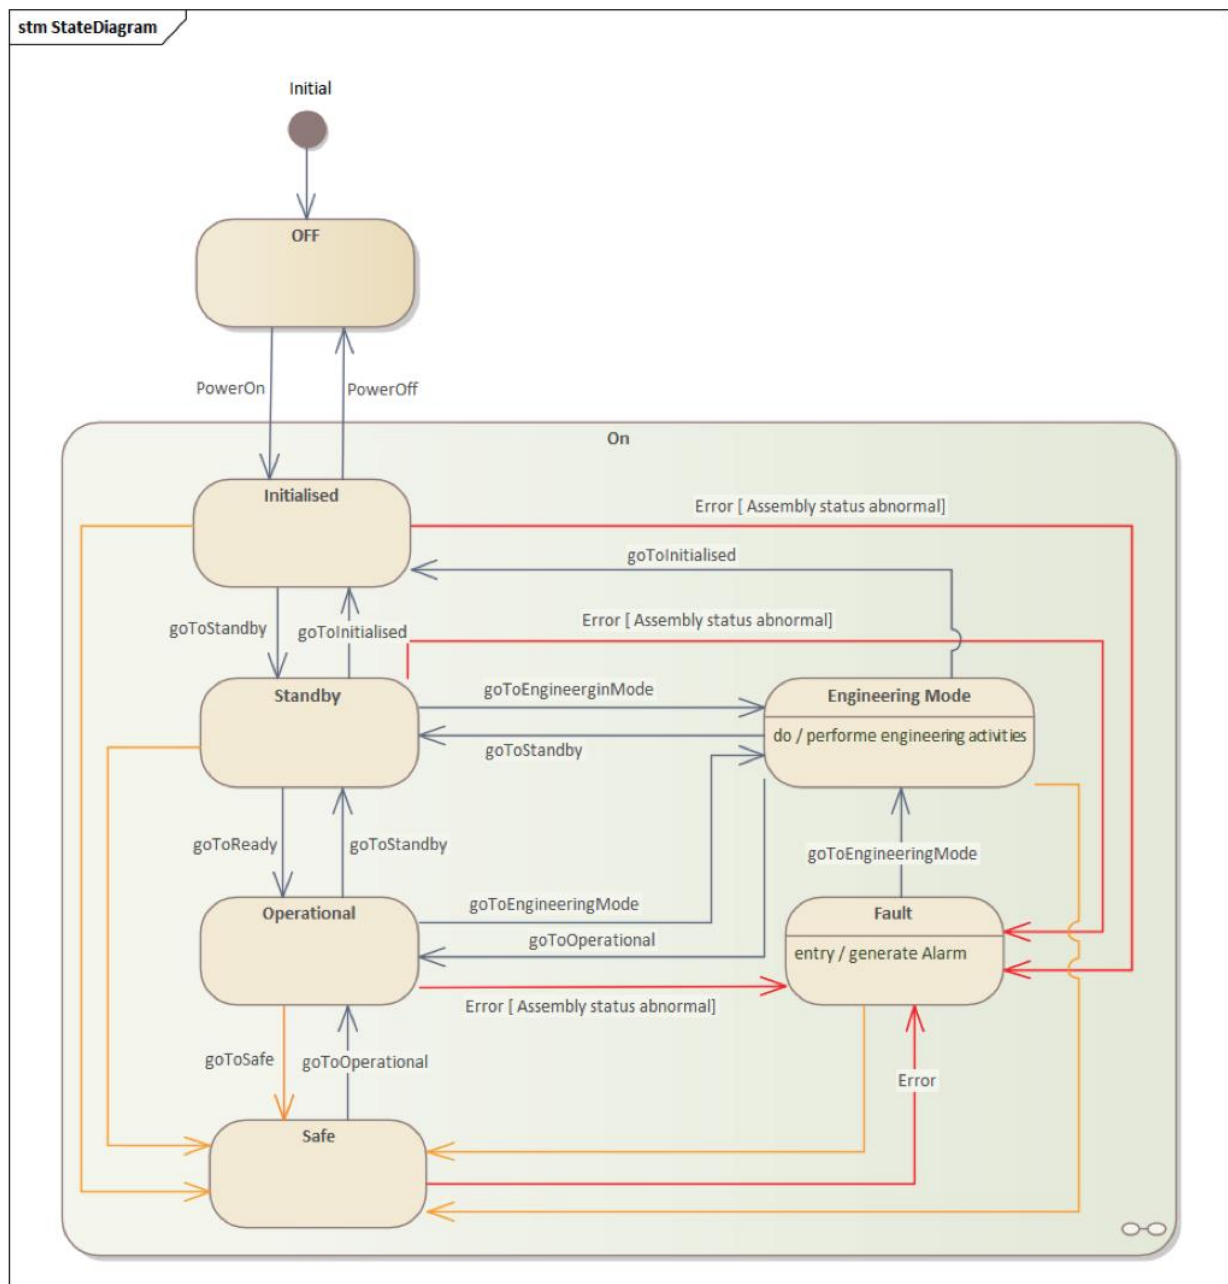 stm StateDiagram
Initial
OFF
PowerOn
PowerOff
On
Initialised
Error [ Assembly status abnormal]
goToInitialised
Error [ Assembly status abnormal]
goToStandby
goToInitialised
Standby
goToEngineerginMode
Engineering Mode
do / performe engineering activities
goToStandby
goToReady
goToStandby
goToEngineeringMode
Operational
goToEngineeringMode
Fault
goToOperational
entry / generate Alarm
Error [ Assembly status abnormal]
goToSafe
goToOperational
Error
Safe